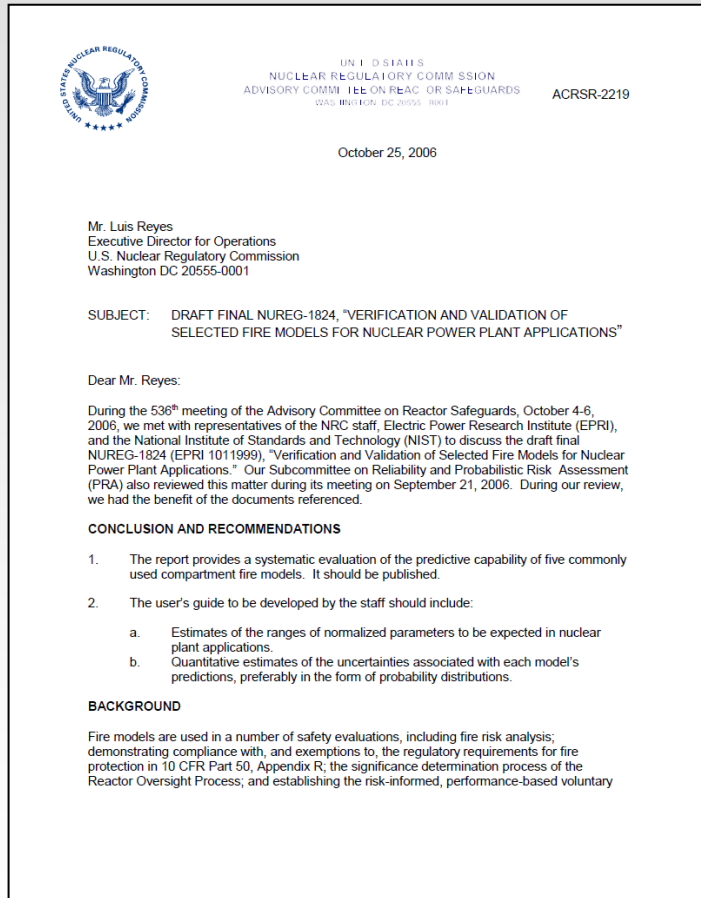 UNITED STATES NUCLEAR REGULATORY COMMISSION
UNI D STATES
NUCLEAR REGULATORY COMM SSION
ADVISORY COMMI TEE ON REAC OR SAFEGUARDS
WAS HINGTON, DC 20555 0001
ACRSR-2219
October 25, 2006
Mr. Luis Reyes
Executive Director for Operations
U.S. Nuclear Regulatory Commission
Washington DC 20555-0001
SUBJECT: DRAFT FINAL NUREG-1824, "VERIFICATION AND VALIDATION OF
SELECTED FIRE MODELS FOR NUCLEAR POWER PLANT APPLICATIONS"
Dear Mr. Reyes:
During the 536th meeting of the Advisory Committee on Reactor Safeguards, October 4-6,
2006, we met with representatives of the NRC staff, Electric Power Research Institute (EPRI),
and the National Institute of Standards and Technology (NIST) to discuss the draft final
NUREG-1824 (EPRI 1011999), "Verification and Validation of Selected Fire Models for Nuclear
Power Plant Applications." Our Subcommittee on Reliability and Probabilistic Risk Assessment
(PRA) also reviewed this matter during its meeting on September 21, 2006. During our review,
we had the benefit of the documents referenced.
CONCLUSION AND RECOMMENDATIONS
1. The report provides a systematic evaluation of the predictive capability of five commonly
used compartment fire models. It should be published.
2. The user's guide to be developed by the staff should include:
a. Estimates of the ranges of normalized parameters to be expected in nuclear
plant applications.
b. Quantitative estimates of the uncertainties associated with each model's
predictions, preferably in the form of probability distributions.
BACKGROUND
Fire models are used in a number of safety evaluations, including fire risk analysis;
demonstrating compliance with, and exemptions to, the regulatory requirements for fire
protection in 10 CFR Part 50, Appendix R; the significance determination process of the
Reactor Oversight Process; and establishing the risk-informed, performance-based voluntary